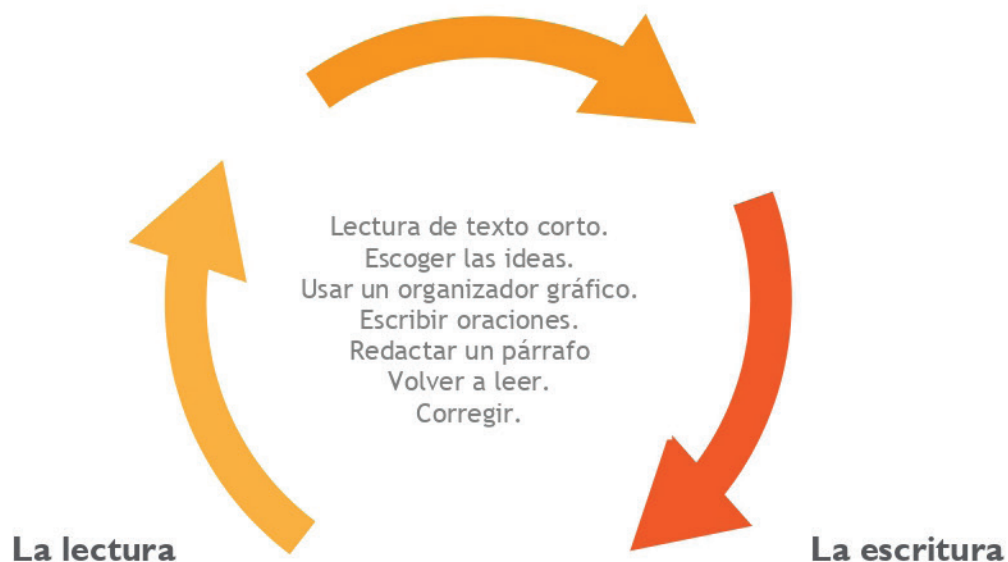 Lectura de texto corto.
Escoger las ideas.
Usar un organizador gráfico.
Escribir oraciones.
Redactar un párrafo
Volver a leer.
Corregir.
La lectura
La escritura